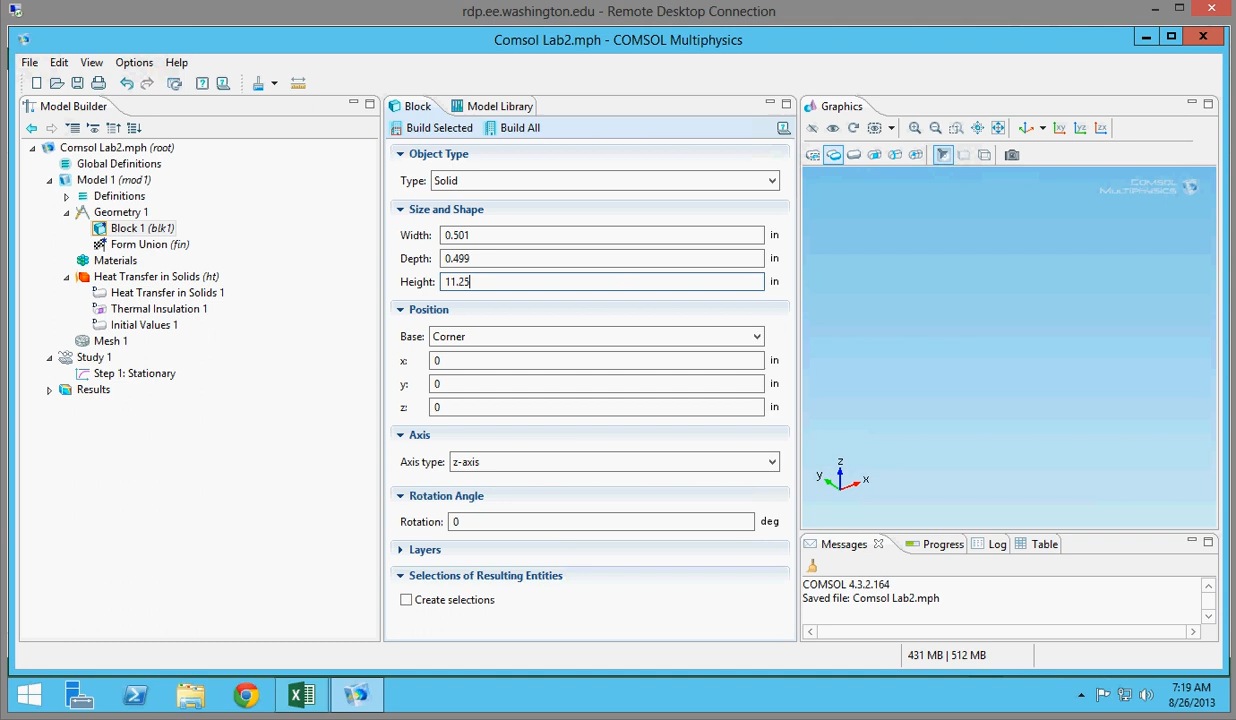 rdp.ee.washington.edu - Remote Desktop Connection
Comsol Lab2.mph - COMSOL Multiphysics
File Edit View Options Help
Model Builder
Comsol Lab2.mph (root)
Global Definitions
Model 1 (mod1)
Definitions
Geometry 1
Block 1 (blk1)
Form Union (fin)
Materials
Heat Transfer in Solids (ht)
Heat Transfer in Solids 1
Thermal Insulation 1
Initial Values 1
Mesh 1
Study 1
Step 1: Stationary
Results
Block Model Library
Build Selected Build All
Object Type
Type: Solid
Size and Shape
Width: 0.501 in
Depth: 0.499 in
Height: 11.25 in
Position
Base: Corner
x: 0 in
y: 0 in
z: 0 in
Axis
Axis type: z-axis
Rotation Angle
Rotation: 0 deg
Layers
Selections of Resulting Entities
Create selections
Graphics
xy yz zx
COMSOL
MULTIPHYSICS
z
y x
Messages Progress Log Table
COMSOL 4.3.2.164
Saved file: Comsol Lab2.mph
431 MB | 512 MB
7:19 AM
8/26/2013